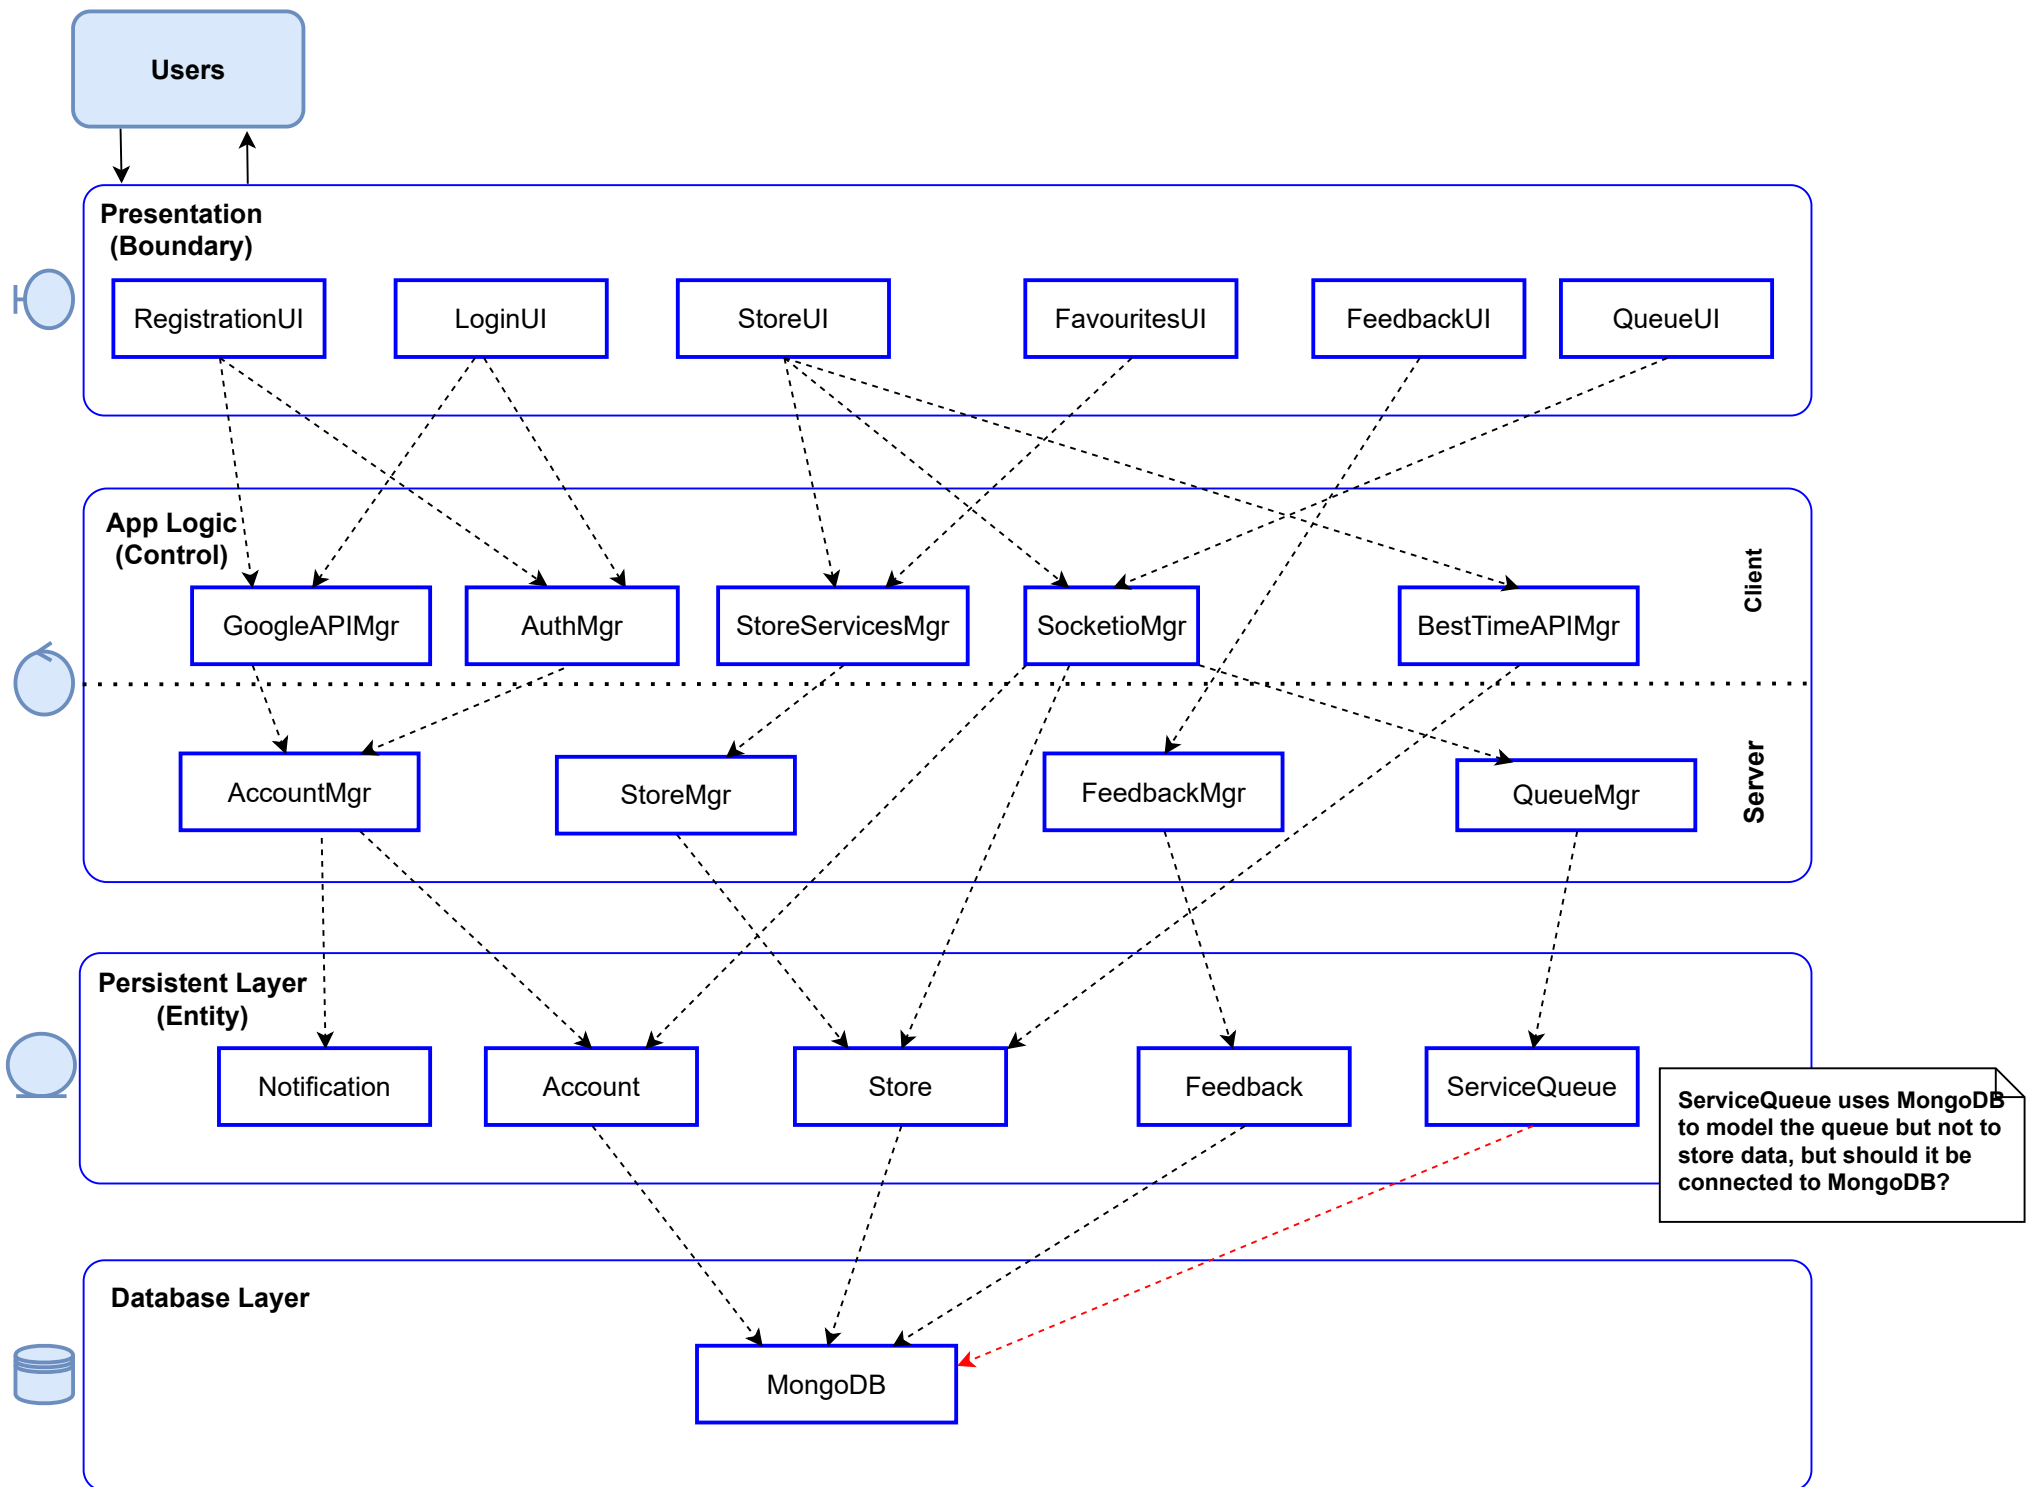 Users
Presentation
(Boundary)
RegistrationUI
LoginUI
StoreUI
FavouritesUI
FeedbackUI
QueueUI
App Logic
(Control)
Client
GoogleAPIMgr
AuthMgr
StoreServicesMgr
SocketioMgr
BestTimeAPIMgr
AccountMgr
StoreMgr
FeedbackMgr
QueueMgr
Server
Persistent Layer
(Entity)
Notification
Account
Store
Feedback
ServiceQueue
ServiceQueue uses MongoDB
to model the queue but not to
store data, but should it be
connected to MongoDB?
Database Layer
MongoDB